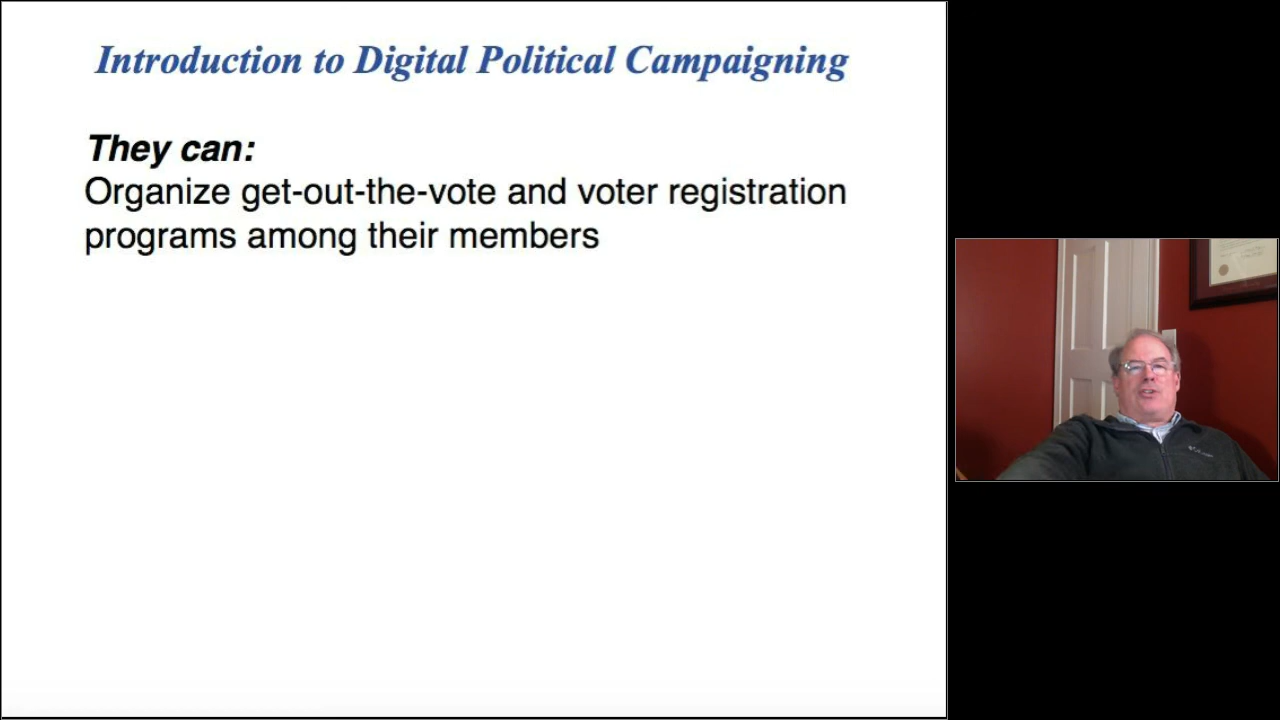 Introduction to Digital Political Campaigning
They can:
Organize get-out-the-vote and voter registration
programs among their members